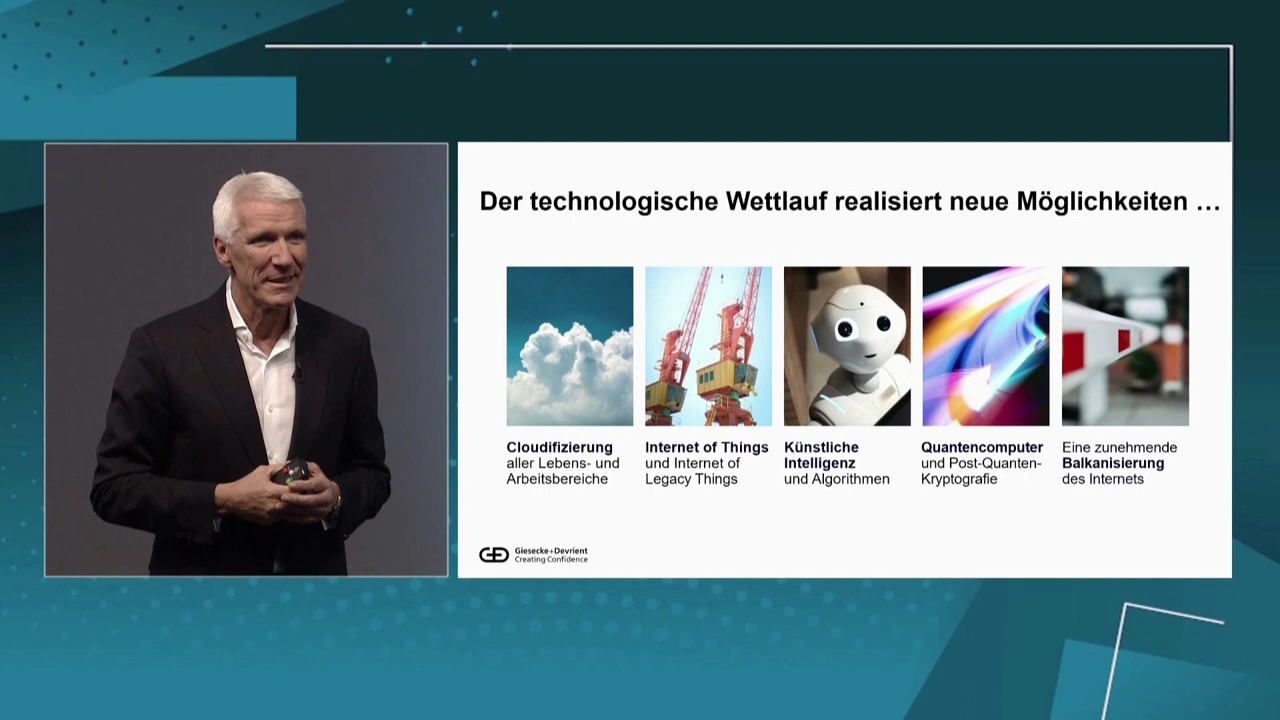 Der technologische Wettlauf realisiert neue Möglichkeiten …
Cloudifizierung
aller Lebens- und
Arbeitsbereiche
Internet of Things
und Internet of
Legacy Things
Künstliche
Intelligenz
und Algorithmen
Quantencomputer
und Post-Quanten-
Kryptografie
Eine zunehmende
Balkanisierung
des Internets
Giesecke+Devrient
Creating Confidence